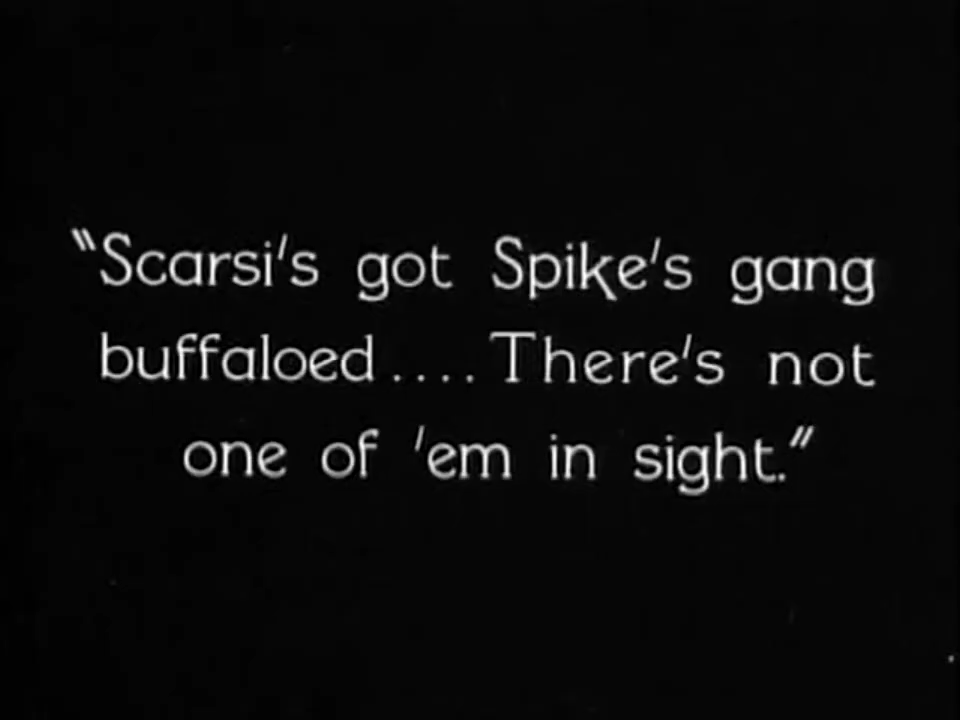 "Scarsi's got Spike's gang
buffaloed....There's not
one of 'em in sight."